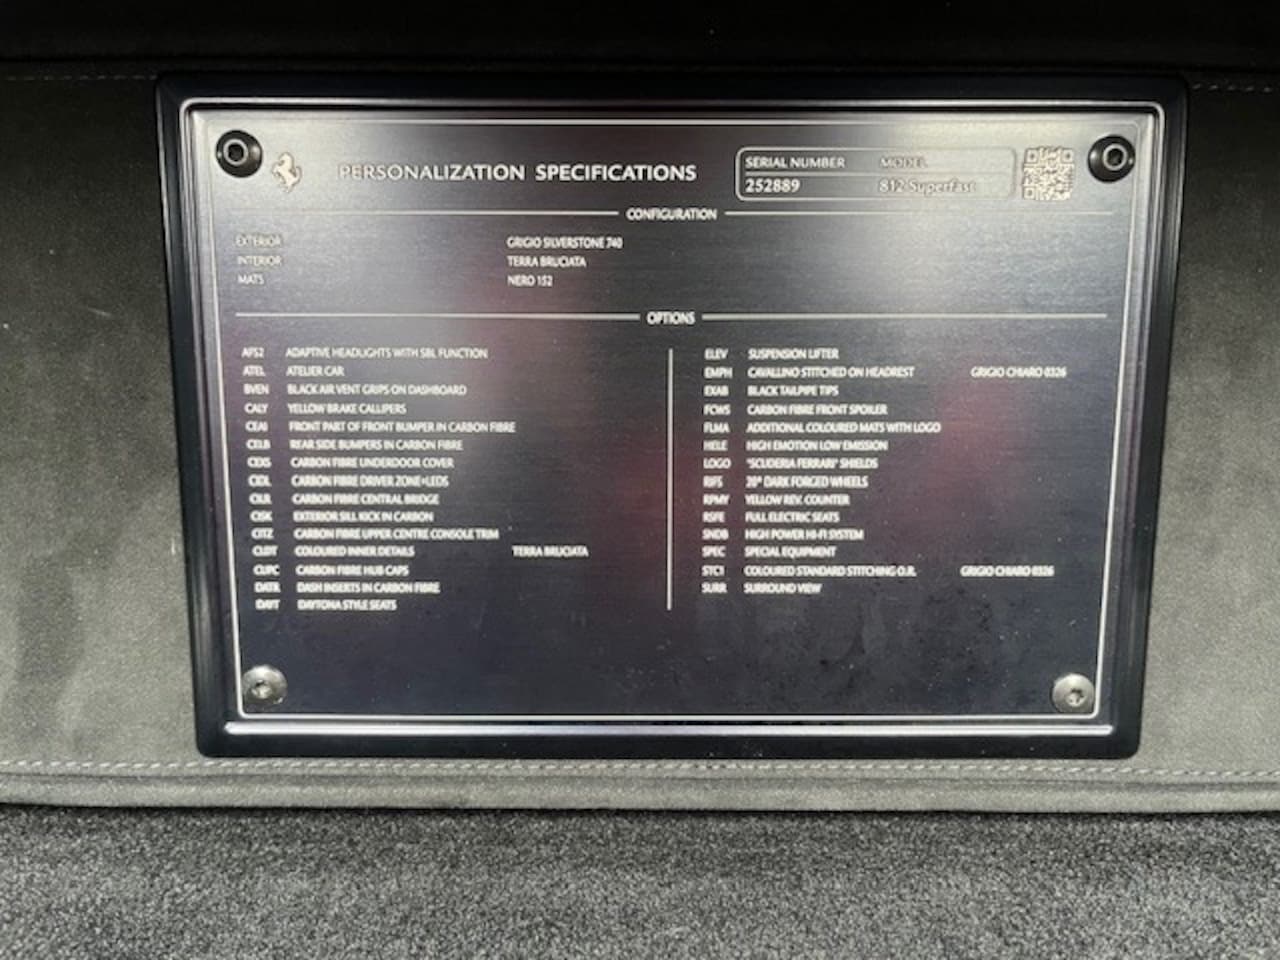 PERSONALIZATION SPECIFICATIONS
SERIAL NUMBER MODEL
252889 812 Superfast
CONFIGURATION
EXTERIOR GRIGIO SILVERSTONE 740
INTERIOR TERRA BRUCIATA
MATS NERO 152
OPTIONS
AFS2 ADAPTIVE HEADLIGHTS WITH SBL FUNCTION
ATEL ATELIER CAR
BVEN BLACK AIR VENT GRIPS ON DASHBOARD
CALY YELLOW BRAKE CALLIPERS
CEA1 FRONT PART OF FRONT BUMPER IN CARBON FIBRE
CELB REAR SIDE BUMPERS IN CARBON FIBRE
CEXS CARBON FIBRE UNDERDOOR COVER
CIDL CARBON FIBRE DRIVER ZONE+LEDS
CILR CARBON FIBRE CENTRAL BRIDGE
CISK EXTERIOR SILL KICK IN CARBON
CITZ CARBON FIBRE UPPER CENTRE CONSOLE TRIM
CLDT COLOURED INNER DETAILS TERRA BRUCIATA
CUPC CARBON FIBRE HUB CAPS
DATR DASH INSERTS IN CARBON FIBRE
DAYT DAYTONA STYLE SEATS
ELEV SUSPENSION LIFTER
EMPH CAVALLINO STITCHED ON HEADREST GRIGIO CHIARO 0326
EXAB BLACK TAILPIPE TIPS
FCWS CARBON FIBRE FRONT SPOILER
FLMA ADDITIONAL COLOURED MATS WITH LOGO
HELE HIGH EMOTION LOW EMISSION
LOGO "SCUDERIA FERRARI" SHIELDS
RIFS 20" DARK FORGED WHEELS
RPMY YELLOW REV. COUNTER
RSFE FULL ELECTRIC SEATS
SNDB HIGH POWER HI-FI SYSTEM
SPEC SPECIAL EQUIPMENT
STC1 COLOURED STANDARD STITCHING O.R. GRIGIO CHIARO 0326
SURR SURROUND VIEW